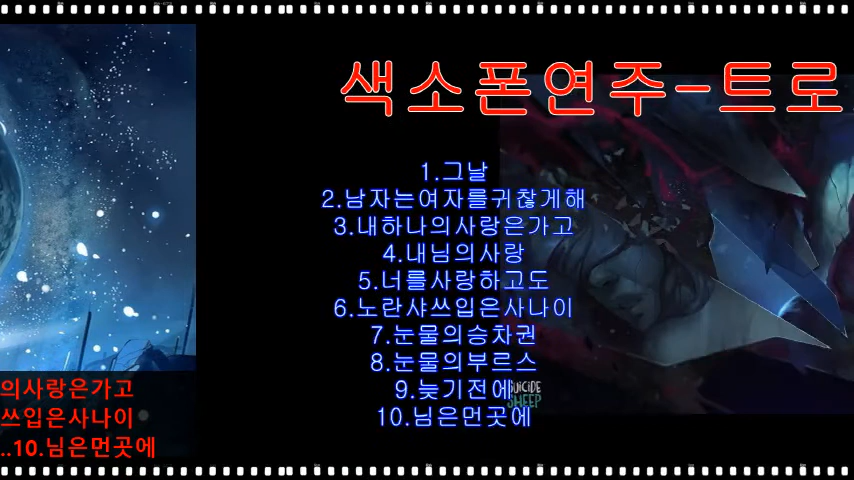 색소폰연주-트로
1.그날
2.남자는여자를귀찮게해
3.내하나의사랑은가고
4.내님의사랑
5.너를사랑하고도
6.노란샤쓰입은사나이
7.눈물의승차권
8.눈물의부르스
9.늦기전에
10.님은먼곳에
SUiCiDE
SHEEP
의사랑은가고
쓰입은사나이
..10.님은먼곳에